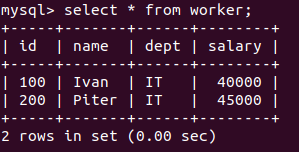 mysql> select * from worker;
+-----+-------+------+--------+
| id  | name  | dept | salary |
+-----+-------+------+--------+
| 100 | Ivan  | IT   |  40000 |
| 200 | Piter | IT   |  45000 |
+-----+-------+------+--------+
2 rows in set (0.00 sec)